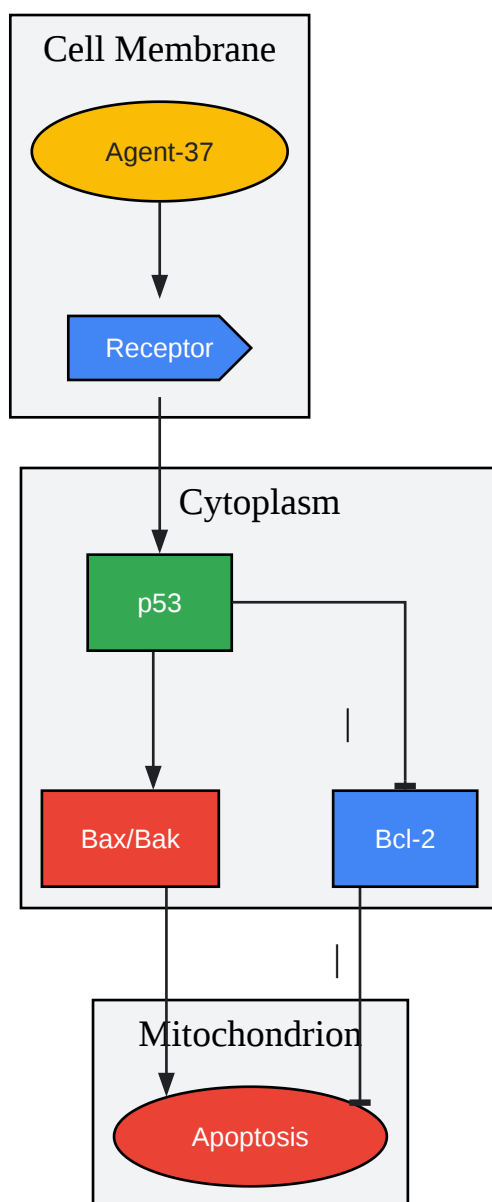 Cell Membrane
Agent-37
Receptor
Cytoplasm
p53
|
Bax/Bak
Bcl-2
|
Mitochondrion
Apoptosis